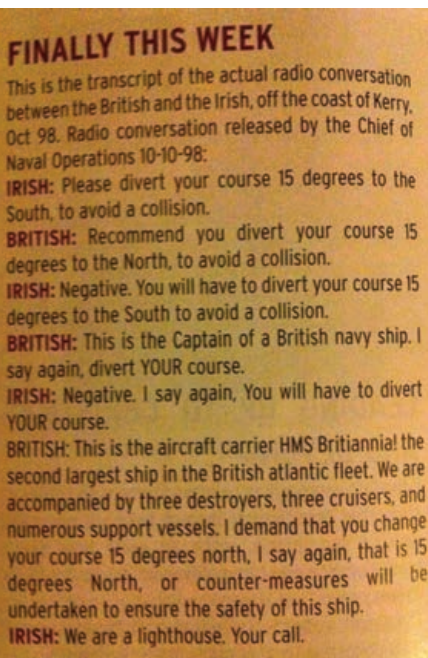 FINALLY THIS WEEK
This is the transcript of the actual radio conversation
between the British and the Irish, off the coast of Kerry,
Oct 98. Radio conversation released by the Chief of
Naval Operations 10-10-98:
IRISH: Please divert your course 15 degrees to the
South, to avoid a collision.
BRITISH: Recommend you divert your course 15
degrees to the North, to avoid a collision.
IRISH: Negative. You will have to divert your course 15
degrees to the South to avoid a collision.
BRITISH: This is the Captain of a British navy ship. I
say again, divert YOUR course.
IRISH: Negative. I say again, You will have to divert
YOUR course.
BRITISH: This is the aircraft carrier HMS Britiannia! the
second largest ship in the British atlantic fleet. We are
accompanied by three destroyers, three cruisers, and
numerous support vessels. I demand that you change
your course 15 degrees north, I say again, that is 15
degrees North, or counter-measures will be
undertaken to ensure the safety of this ship.
IRISH: We are a lighthouse. Your call.